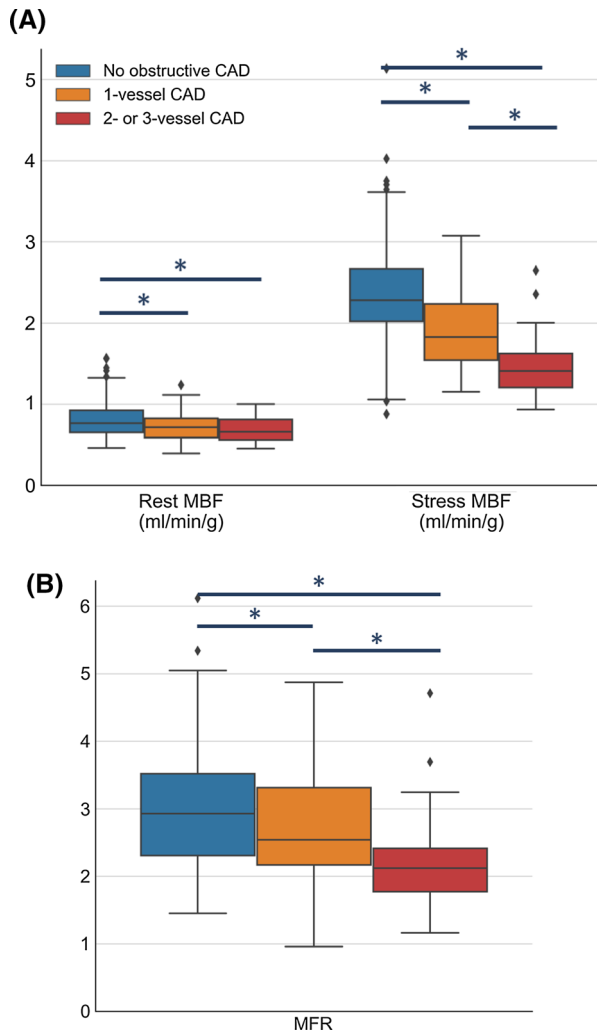 (A)
5
4
3
2
1
0
No obstructive CAD
1-vessel CAD
2- or 3-vessel CAD
*
*
*
*
*
Rest MBF
(ml/min/g)
Stress MBF
(ml/min/g)
(B)
6
5
4
3
2
1
0
*
*
*
MFR